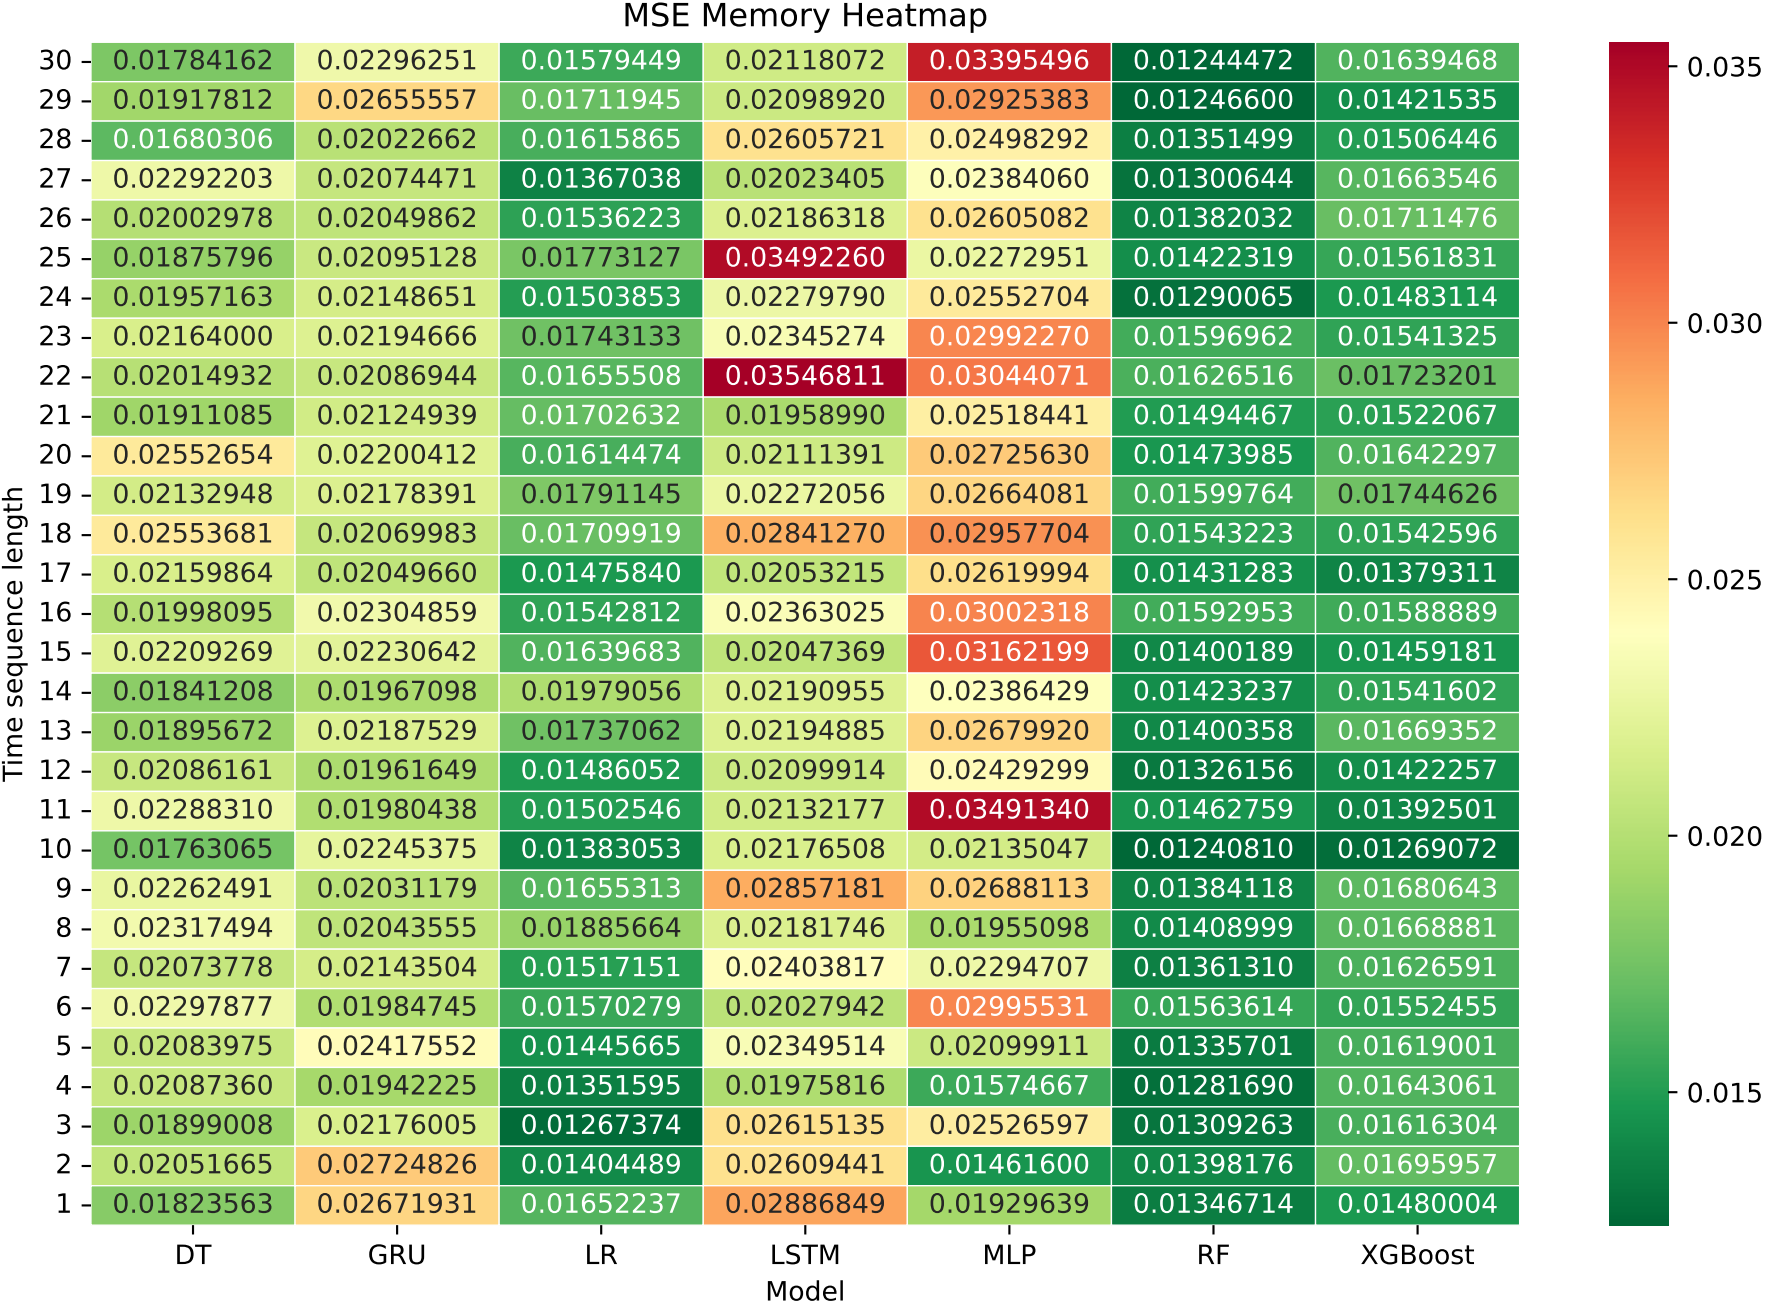 MSE Memory Heatmap
30 0.01784162 0.02296251 0.01579449 0.02118072 0.03395496 0.01244472 0.01639468
29 0.01917812 0.02655557 0.01711945 0.02098920 0.02925383 0.01246600 0.01421535
28 0.01680306 0.02022662 0.01615865 0.02605721 0.02498292 0.01351499 0.01506446
27 0.02292203 0.02074471 0.01367038 0.02023405 0.02384060 0.01300644 0.01663546
26 0.02002978 0.02049862 0.01536223 0.02186318 0.02605082 0.01382032 0.01711476
25 0.01875796 0.02095128 0.01773127 0.03492260 0.02272951 0.01422319 0.01561831
24 0.01957163 0.02148651 0.01503853 0.02279790 0.02552704 0.01290065 0.01483114
23 0.02164000 0.02194666 0.01743133 0.02345274 0.02992270 0.01596962 0.01541325
22 0.02014932 0.02086944 0.01655508 0.03546811 0.03044071 0.01626516 0.01723201
21 0.01911085 0.02124939 0.01702632 0.01958990 0.02518441 0.01494467 0.01522067
20 0.02552654 0.02200412 0.01614474 0.02111391 0.02725630 0.01473985 0.01642297
19 0.02132948 0.02178391 0.01791145 0.02272056 0.02664081 0.01599764 0.01744626
18 0.02553681 0.02069983 0.01709919 0.02841270 0.02957704 0.01543223 0.01542596
17 0.02159864 0.02049660 0.01475840 0.02053215 0.02619994 0.01431283 0.01379311
16 0.01998095 0.02304859 0.01542812 0.02363025 0.03002318 0.01592953 0.01588889
15 0.02209269 0.02230642 0.01639683 0.02047369 0.03162199 0.01400189 0.01459181
14 0.01841208 0.01967098 0.01979056 0.02190955 0.02386429 0.01423237 0.01541602
13 0.01895672 0.02187529 0.01737062 0.02194885 0.02679920 0.01400358 0.01669352
12 0.02086161 0.01961649 0.01486052 0.02099914 0.02429299 0.01326156 0.01422257
11 0.02288310 0.01980438 0.01502546 0.02132177 0.03491340 0.01462759 0.01392501
10 0.01763065 0.02245375 0.01383053 0.02176508 0.02135047 0.01240810 0.01269072
9 0.02262491 0.02031179 0.01655313 0.02857181 0.02688113 0.01384118 0.01680643
8 0.02317494 0.02043555 0.01885664 0.02181746 0.01955098 0.01408999 0.01668881
7 0.02073778 0.02143504 0.01517151 0.02403817 0.02294707 0.01361310 0.01626591
6 0.02297877 0.01984745 0.01570279 0.02027942 0.02995531 0.01563614 0.01552455
5 0.02083975 0.02417552 0.01445665 0.02349514 0.02099911 0.01335701 0.01619001
4 0.02087360 0.01942225 0.01351595 0.01975816 0.01574667 0.01281690 0.01643061
3 0.01899008 0.02176005 0.01267374 0.02615135 0.02526597 0.01309263 0.01616304
2 0.02051665 0.02724826 0.01404489 0.02609441 0.01461600 0.01398176 0.01695957
1 0.01823563 0.02671931 0.01652237 0.02886849 0.01929639 0.01346714 0.01480004
DT GRU LR LSTM MLP RF XGBoost
Model
Time sequence length
0.035
0.030
0.025
0.020
0.015